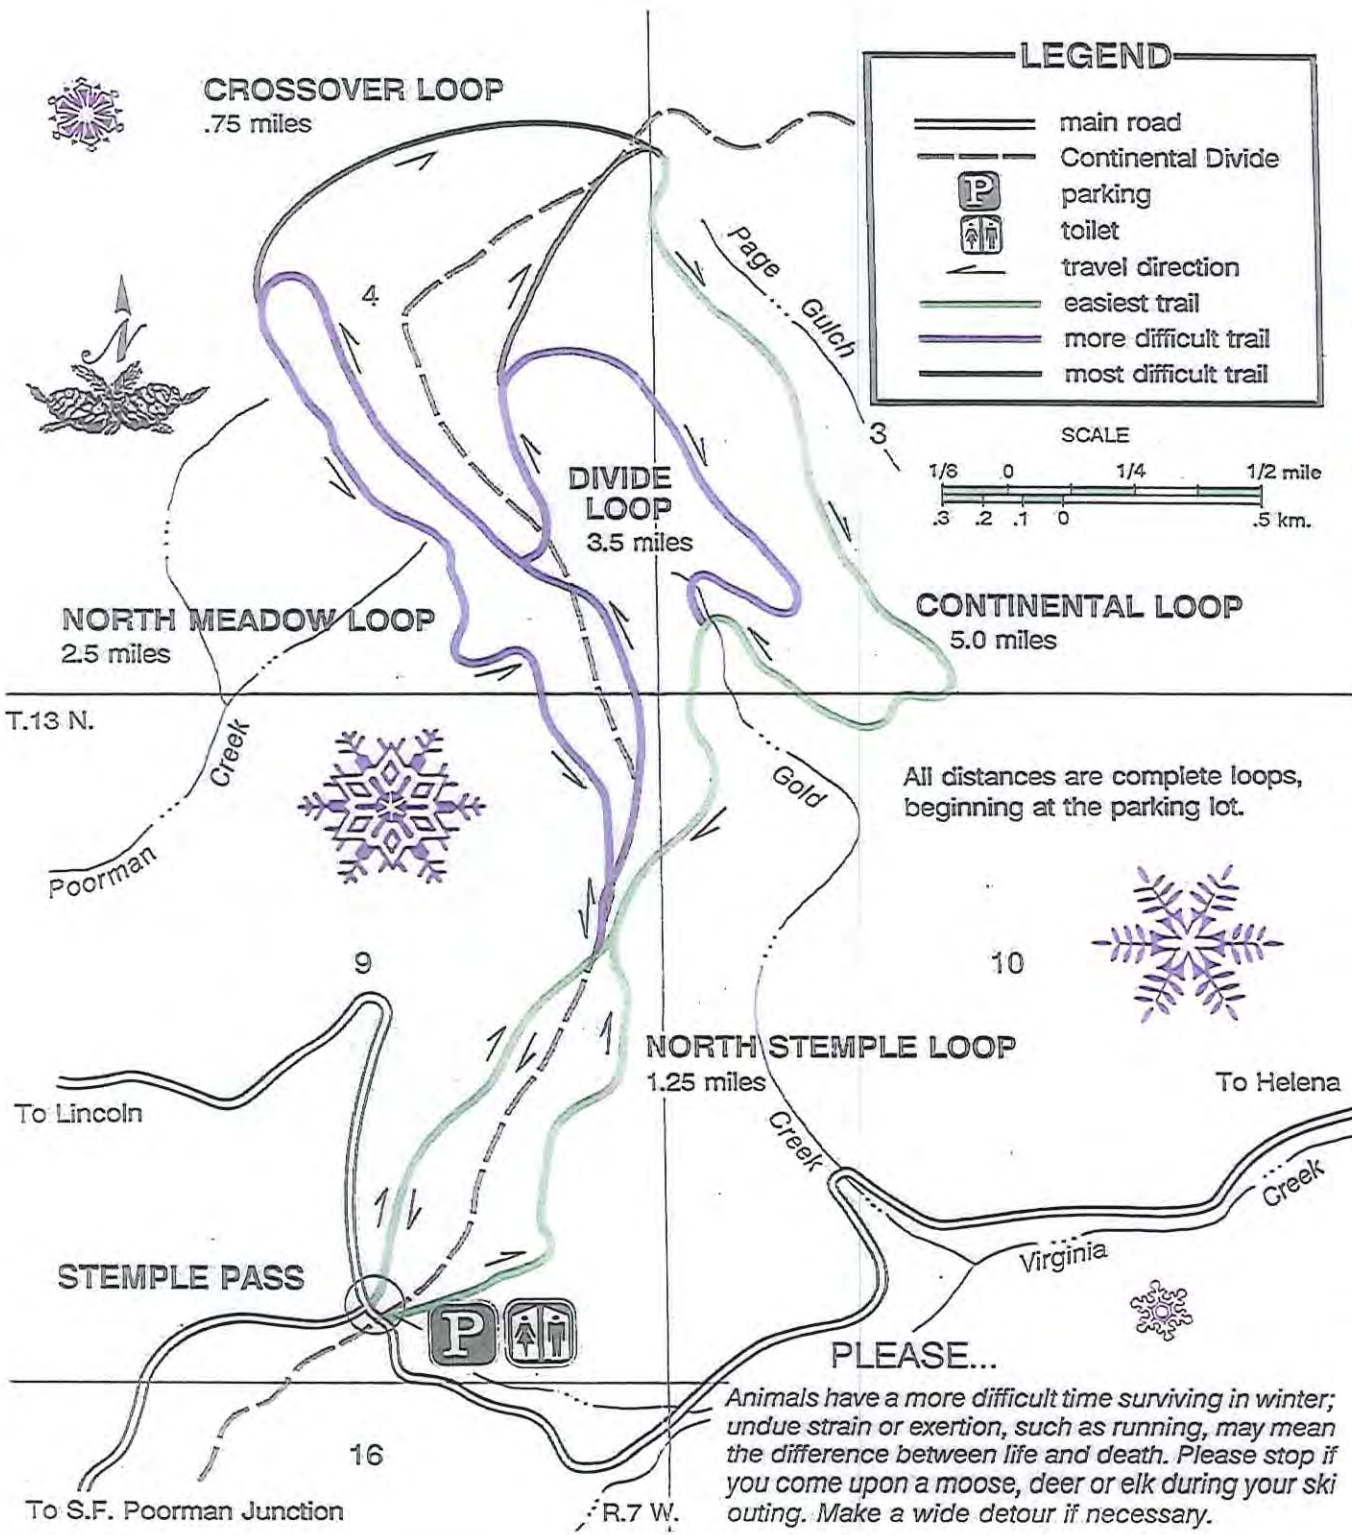 LEGEND
main road
Continental Divide
P
parking
toilet
travel direction
easiest trail
more difficult trail
most difficult trail
CROSSOVER LOOP
.75 miles
Page
Gulch
4
N
3
SCALE
1/8 0 1/4 1/2 mile
.3 .2 .1 0 .5 km.
DIVIDE
LOOP
3.5 miles
NORTH MEADOW LOOP
2.5 miles
CONTINENTAL LOOP
5.0 miles
T.13 N.
Creek
Poorman
Gold
All distances are complete loops,
beginning at the parking lot.
9
10
NORTH STEMPLE LOOP
1.25 miles
To Lincoln
To Helena
Creek
Creek
Virginia
STEMPLE PASS
P
PLEASE...
Animals have a more difficult time surviving in winter;
undue strain or exertion, such as running, may mean
the difference between life and death. Please stop if
you come upon a moose, deer or elk during your ski
outing. Make a wide detour if necessary.
16
To S.F. Poorman Junction
R.7 W.